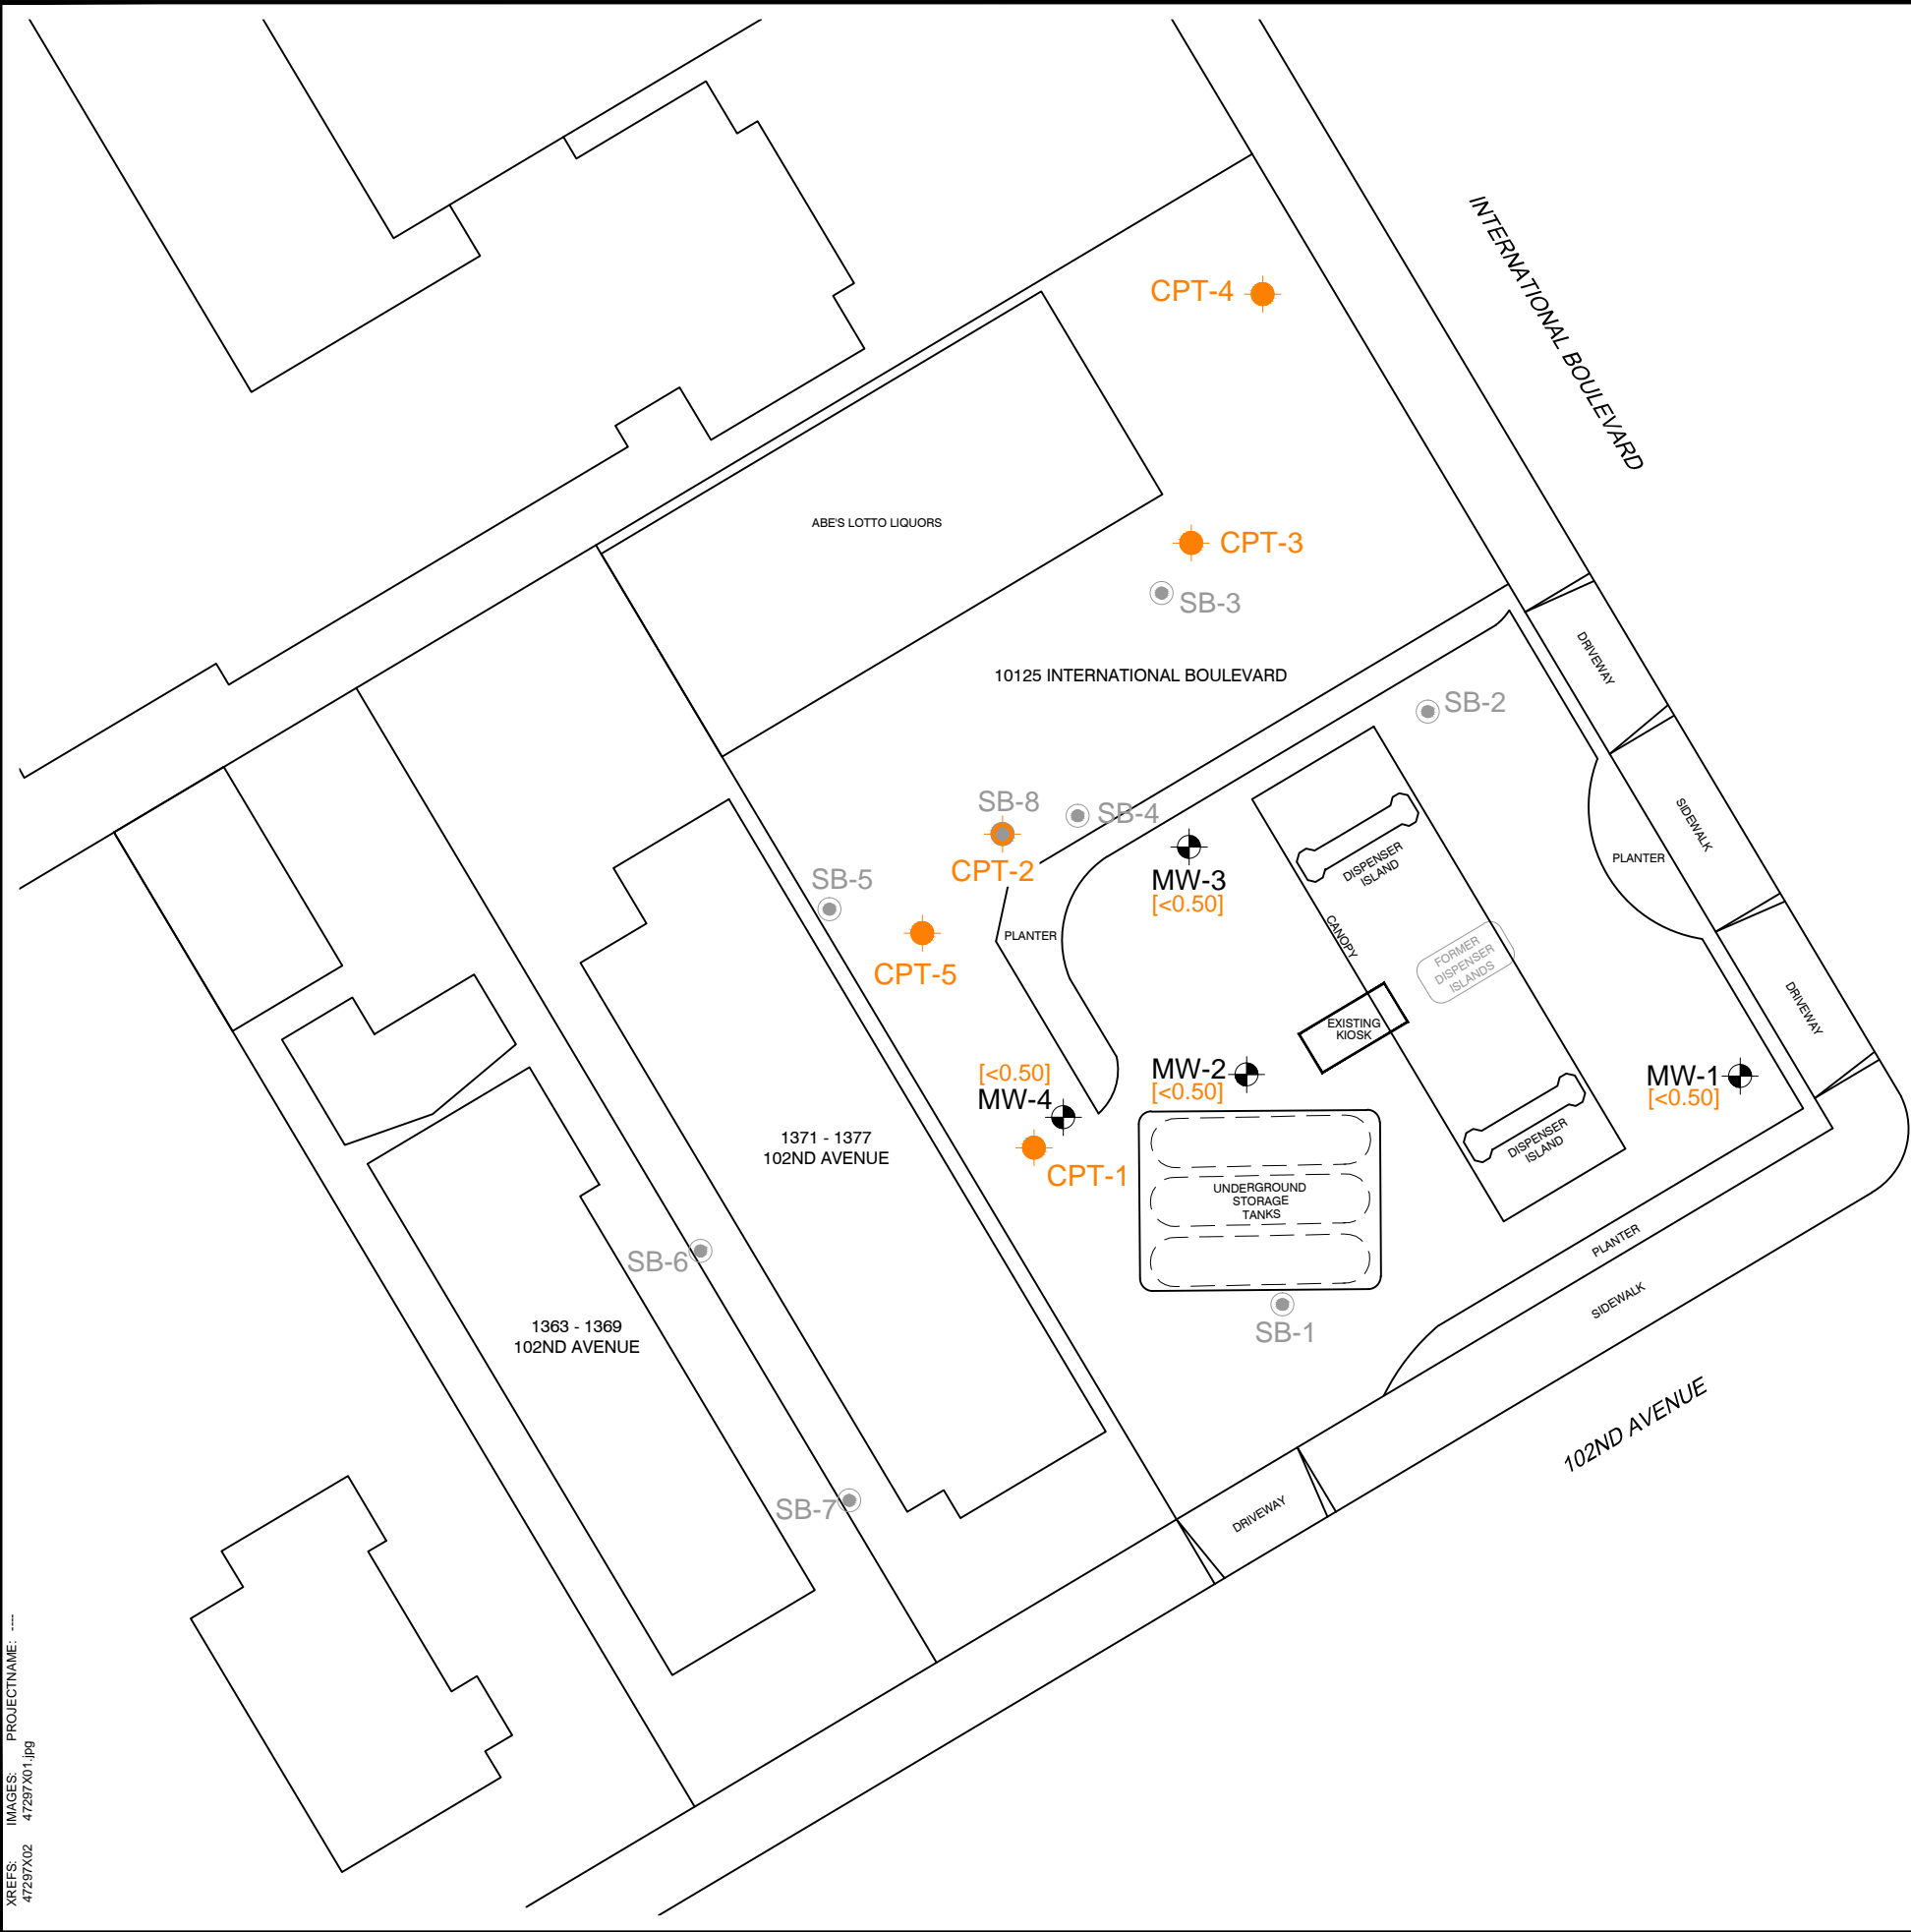 INTERNATIONAL BOULEVARD
CPT-4
ABE'S LOTTO LIQUORS
CPT-3
SB-3
DRIVEWAY
10125 INTERNATIONAL BOULEVARD
SB-2
SIDEWALK
SB-8
SB-4
CPT-2
MW-3
[<0.50]
DISPENSER
ISLAND
PLANTER
SB-5
CPT-5
PLANTER
CANOPY
FORMER
DISPENSER
ISLANDS
DRIVEWAY
EXISTING
KIOSK
[<0.50]
MW-4
MW-2
[<0.50]
MW-1
[<0.50]
CPT-1
1371 - 1377
102ND AVENUE
DISPENSER
ISLAND
UNDERGROUND
STORAGE
TANKS
SB-6
PLANTER
SIDEWALK
SB-1
1363 - 1369
102ND AVENUE
102ND AVENUE
SB-7
DRIVEWAY
XREFS: IMAGES: PROJECTNAME: ----
47297X02 47297X01.jpg